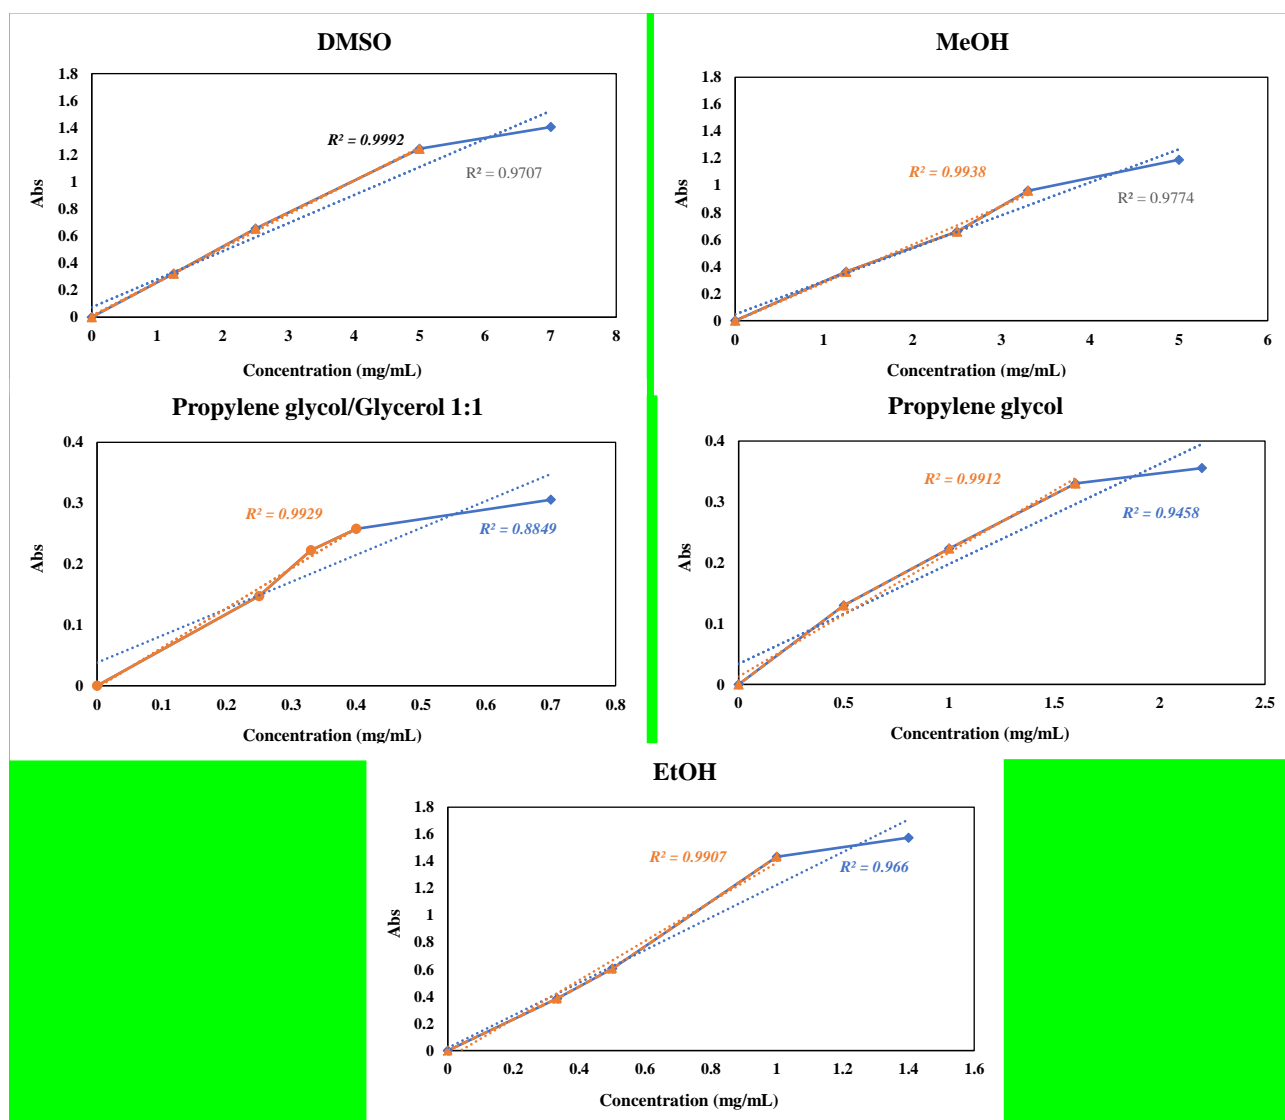 DMSO
1.8
1.6
1.4
1.2
1
0.8
0.6
0.4
0.2
0
Abs
R² = 0.9992
R² = 0.9707
0 1 2 3 4 5 6 7 8
Concentration (mg/mL)
MeOH
1.8
1.6
1.4
1.2
1
0.8
0.6
0.4
0.2
0
Abs
R² = 0.9938
R² = 0.9774
0 1 2 3 4 5 6
Concentration (mg/mL)
Propylene glycol/Glycerol 1:1
0.4
0.3
0.2
0.1
0
Abs
R² = 0.9929
R² = 0.8849
0 0.1 0.2 0.3 0.4 0.5 0.6 0.7 0.8
Concentration (mg/mL)
Propylene glycol
0.4
0.3
0.2
0.1
0
Abs
R² = 0.9912
R² = 0.9458
0 0.5 1 1.5 2 2.5
Concentration (mg/mL)
EtOH
1.8
1.6
1.4
1.2
1
0.8
0.6
0.4
0.2
0
Abs
R² = 0.9907
R² = 0.966
0 0.2 0.4 0.6 0.8 1 1.2 1.4 1.6
Concentration (mg/mL)